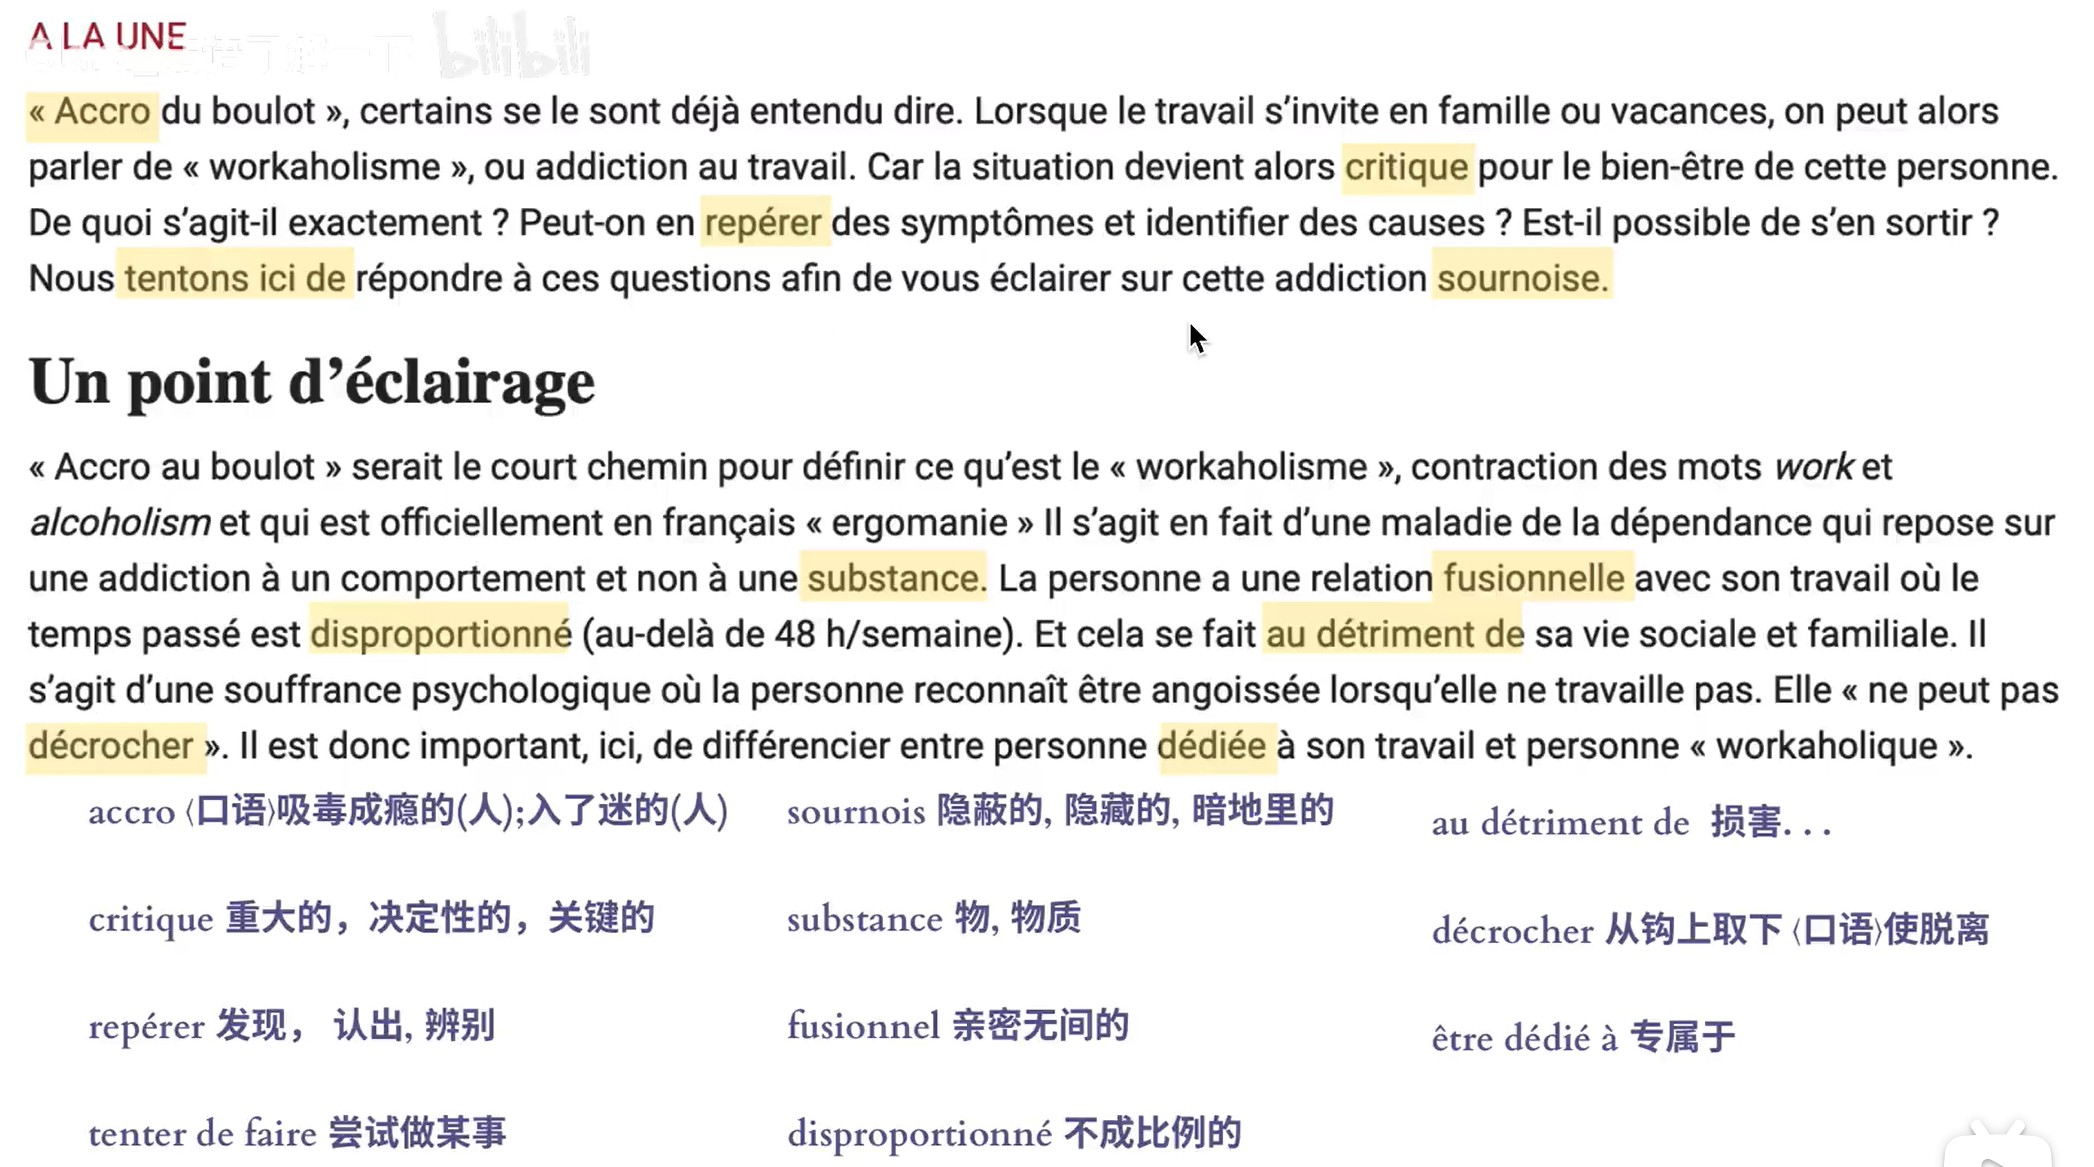 A LA UNE
语了解一下 bilibili
« Accro du boulot », certains se le sont déjà entendu dire. Lorsque le travail s’invite en famille ou vacances, on peut alors
parler de « workaholisme », ou addiction au travail. Car la situation devient alors critique pour le bien-être de cette personne.
De quoi s’agit-il exactement ? Peut-on en repérer des symptômes et identifier des causes ? Est-il possible de s’en sortir ?
Nous tentons ici de répondre à ces questions afin de vous éclairer sur cette addiction sournoise.
Un point d’éclairage
« Accro au boulot » serait le court chemin pour définir ce qu’est le « workaholisme », contraction des mots work et
alcoholism et qui est officiellement en français « ergomanie » Il s’agit en fait d’une maladie de la dépendance qui repose sur
une addiction à un comportement et non à une substance. La personne a une relation fusionnelle avec son travail où le
temps passé est disproportionné (au-delà de 48 h/semaine). Et cela se fait au détriment de sa vie sociale et familiale. Il
s’agit d’une souffrance psychologique où la personne reconnaît être angoissée lorsqu’elle ne travaille pas. Elle « ne peut pas
décrocher ». Il est donc important, ici, de différencier entre personne dédiée à son travail et personne « workaholique ».
accro〈口语〉吸毒成瘾的(人);入了迷的(人)
critique 重大的，决定性的，关键的
repérer 发现， 认出, 辨别
tenter de faire 尝试做某事
sournois 隐蔽的, 隐藏的, 暗地里的
substance 物, 物质
fusionnel 亲密无间的
disproportionné 不成比例的
au détriment de 损害...
décrocher 从钩上取下〈口语〉使脱离
être dédié à 专属于